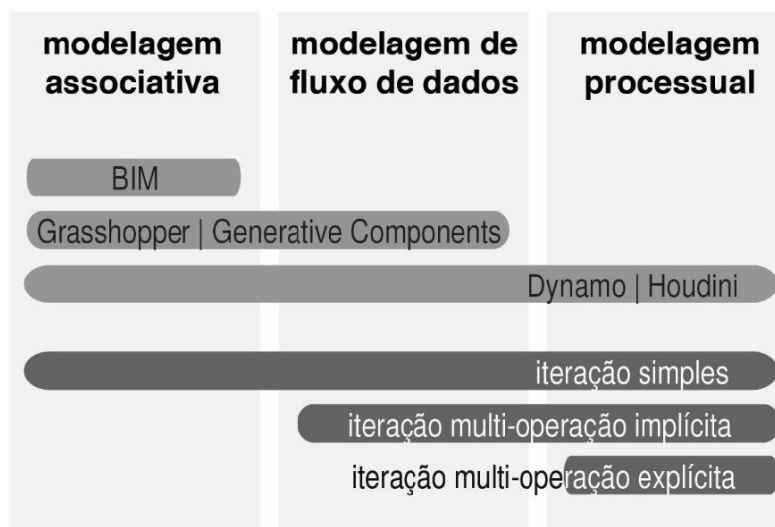 modelagem
associativa
modelagem de
fluxo de dados
modelagem
processual
BIM
Grasshopper | Generative Components
Dynamo | Houdini
iteração simples
iteração multi-operação implícita
iteração multi-operação explícita